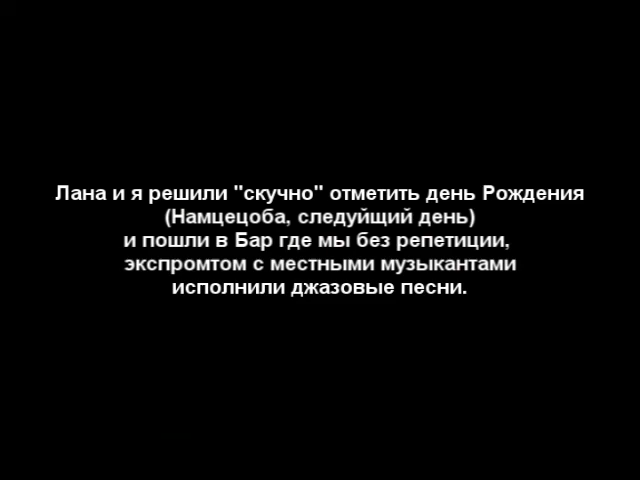 Лана и я решили "скучно" отметить день Рождения
(Намцецоба, следуйщий день)
и пошли в Бар где мы без репетиции,
экспромтом с местными музыкантами
исполнили джазовые песни.